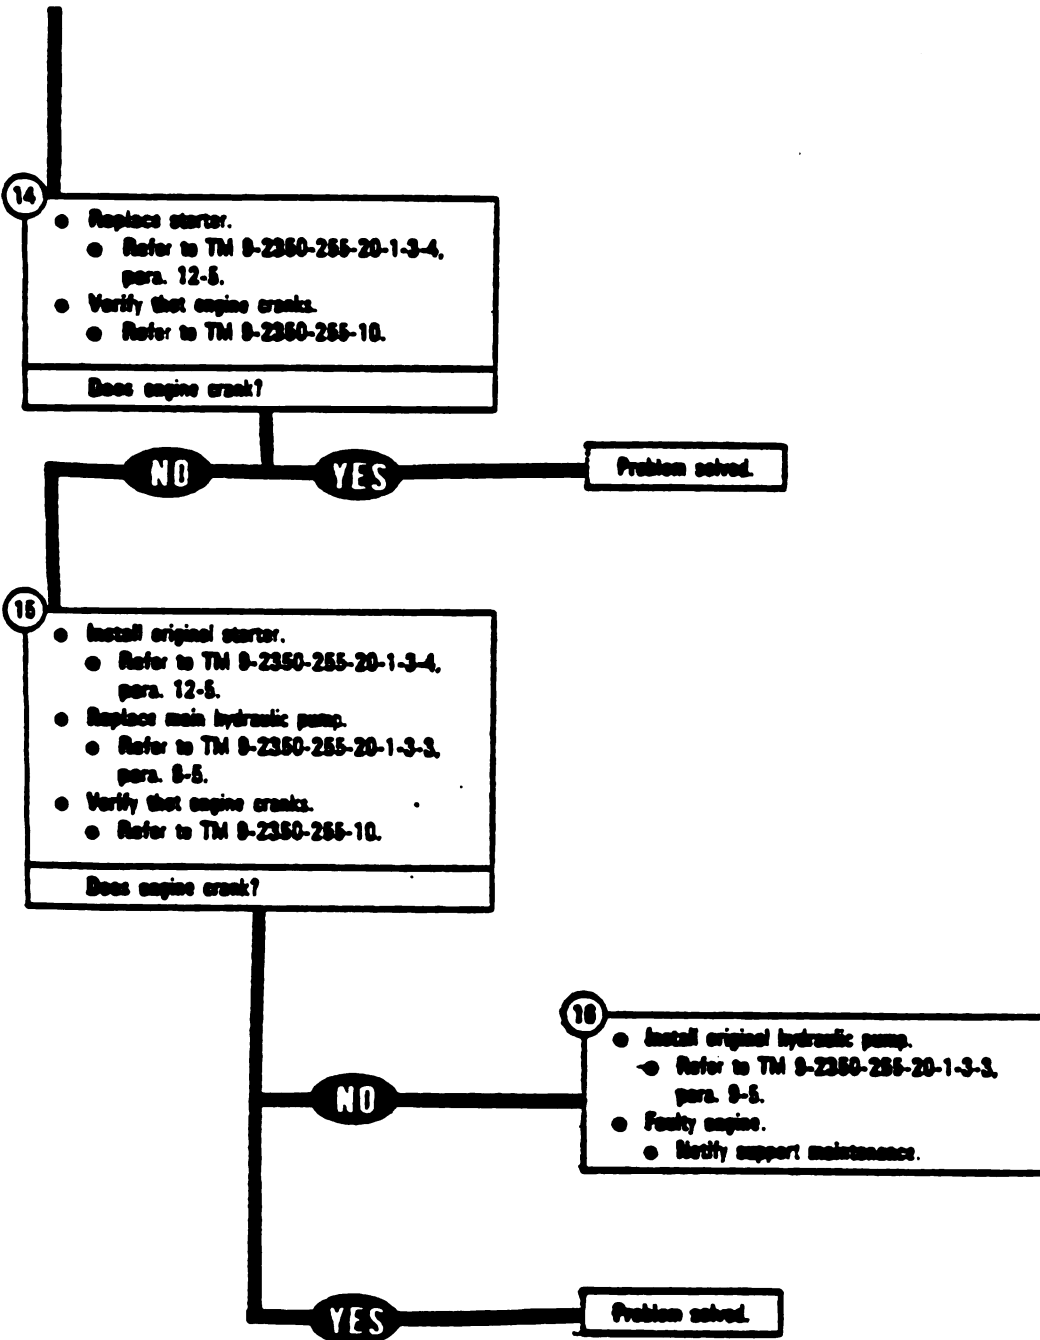 14
● Replace starter.
● Refer to TM 9-2350-255-20-1-3-4,
para. 12-5.
● Verify that engine cranks.
● Refer to TM 9-2350-255-10.
Does engine crank?
NO
YES
Problem solved.
15
● Install original starter.
● Refer to TM 9-2350-255-20-1-3-4,
para. 12-5.
● Replace main hydraulic pump.
● Refer to TM 9-2350-255-20-1-3-3,
para. 9-5.
● Verify that engine cranks.
● Refer to TM 9-2350-255-10.
Does engine crank?
16
● Install original hydraulic pump.
● Refer to TM 9-2350-255-20-1-3-3,
para. 9-5.
● Faulty engine.
● Notify support maintenance.
NO
YES
Problem solved.